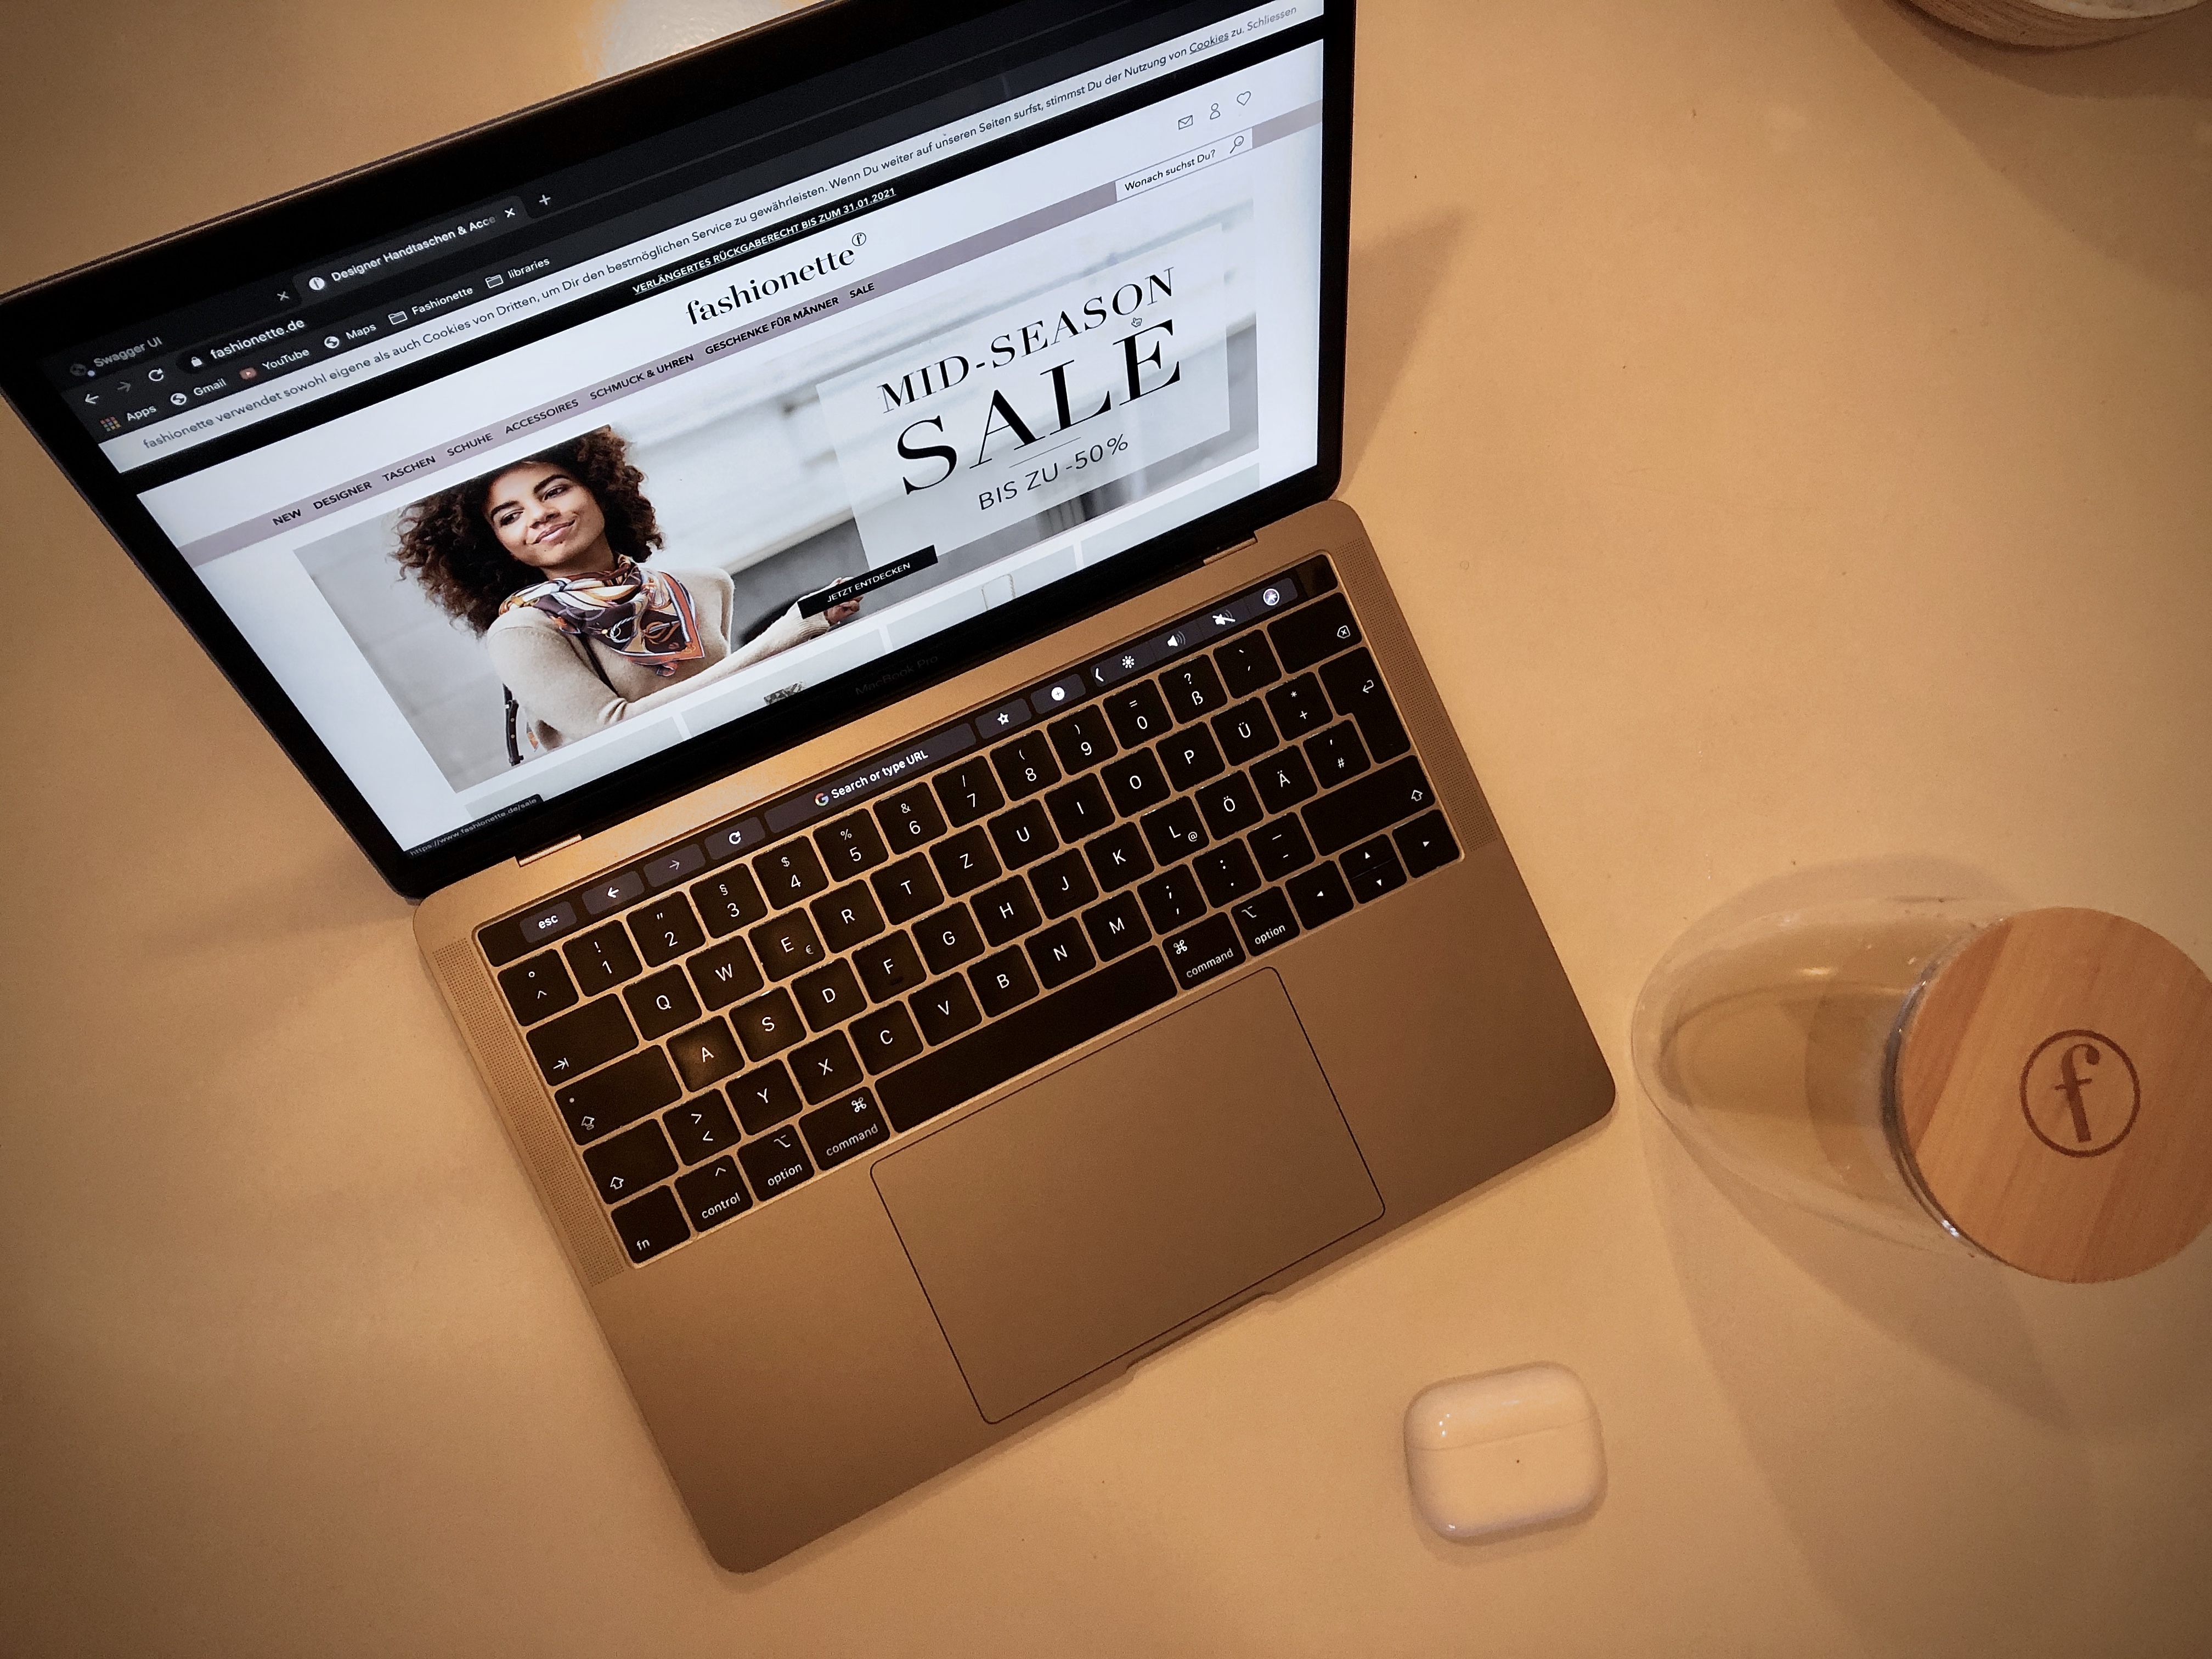 Swagger UI
Designer Handtaschen & Acce
fashionette.de
Apps Gmail YouTube Maps Fashionette libraries
fashionette verwendet sowohl eigene als auch Cookies von Dritten, um Dir den bestmöglichen Service zu gewährleisten. Wenn Du weiter auf unseren Seiten surfst, stimmst Du der Nutzung von Cookies zu. Schliessen
VERLÄNGERTES RÜCKGABERECHT BIS ZUM 31.01.2021
fashionette f
Wonach suchst Du?
NEW DESIGNER TASCHEN SCHUHE ACCESSOIRES SCHMUCK & UHREN GESCHENKE FÜR MÄNNER SALE
MID-SEASON
SALE
BIS ZU -50%
JETZT ENTDECKEN
https://www.fashionette.de/sale
MacBook Pro
esc Search or type URL
° ^ ! 1 " 2 § 3 $ 4 % 5 & 6 / 7 ( 8 ) 9 = 0 ? ß ` ´
Q W E € R T Z U I O P Ü * +
A S D F G H J K L @ Ö Ä ' #
> < Y X C V B N M ; , : . _ -
fn ^ control ⌥ option ⌘ command ⌘ command ⌥ option
f